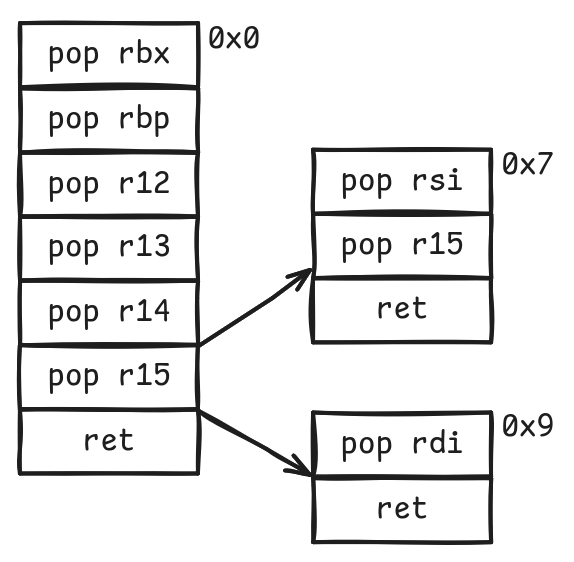 pop rbx
0x0
pop rbp
pop r12
pop r13
pop r14
pop r15
ret
pop rsi
0x7
pop r15
ret
pop rdi
0x9
ret